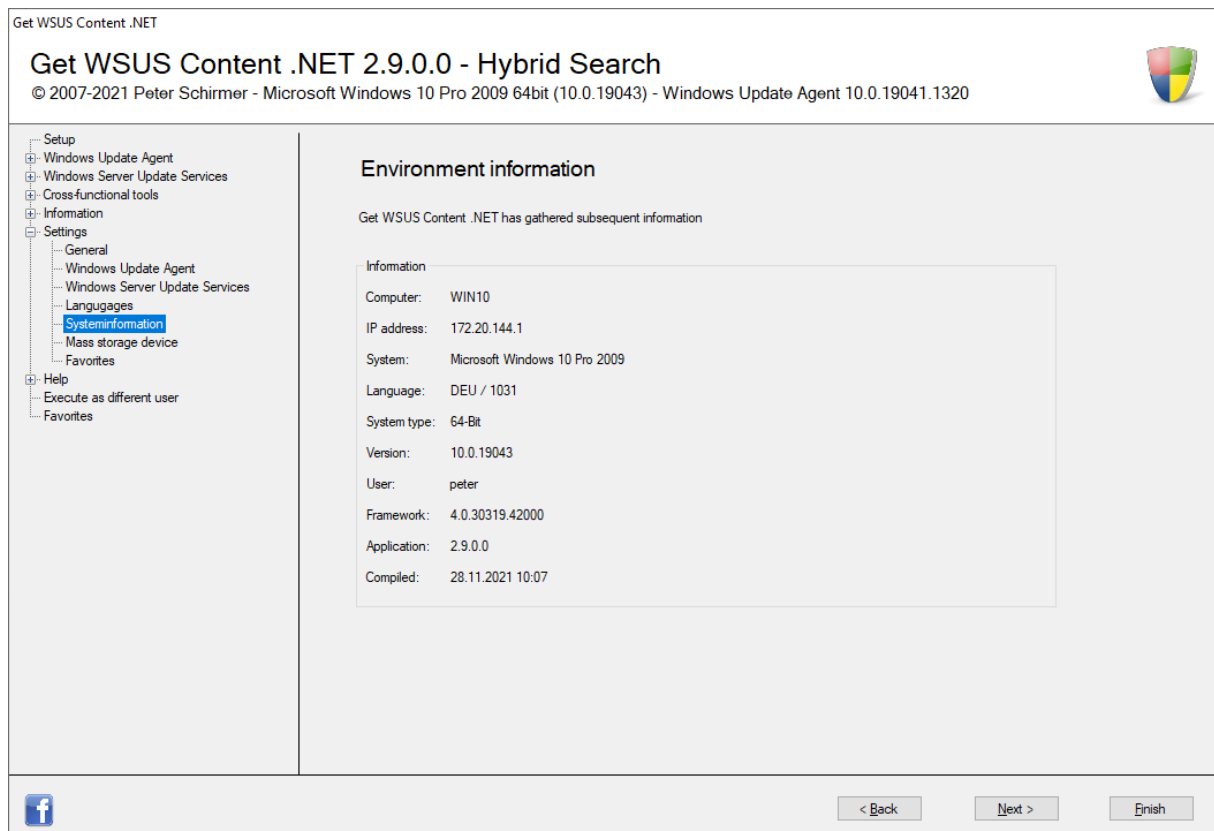 Get WSUS Content .NET
Get WSUS Content .NET 2.9.0.0 - Hybrid Search
© 2007-2021 Peter Schirmer - Microsoft Windows 10 Pro 2009 64bit (10.0.19043) - Windows Update Agent 10.0.19041.1320
Setup
Windows Update Agent
Windows Server Update Services
Cross-functional tools
Information
Settings
General
Windows Update Agent
Windows Server Update Services
Langugages
Systeminformation
Mass storage device
Favorites
Help
Execute as different user
Favorites
Environment information
Get WSUS Content .NET has gathered subsequent information
Information
Computer: WIN10
IP address: 172.20.144.1
System: Microsoft Windows 10 Pro 2009
Language: DEU / 1031
System type: 64-Bit
Version: 10.0.19043
User: peter
Framework: 4.0.30319.42000
Application: 2.9.0.0
Compiled: 28.11.2021 10:07
f
< Back Next > Finish